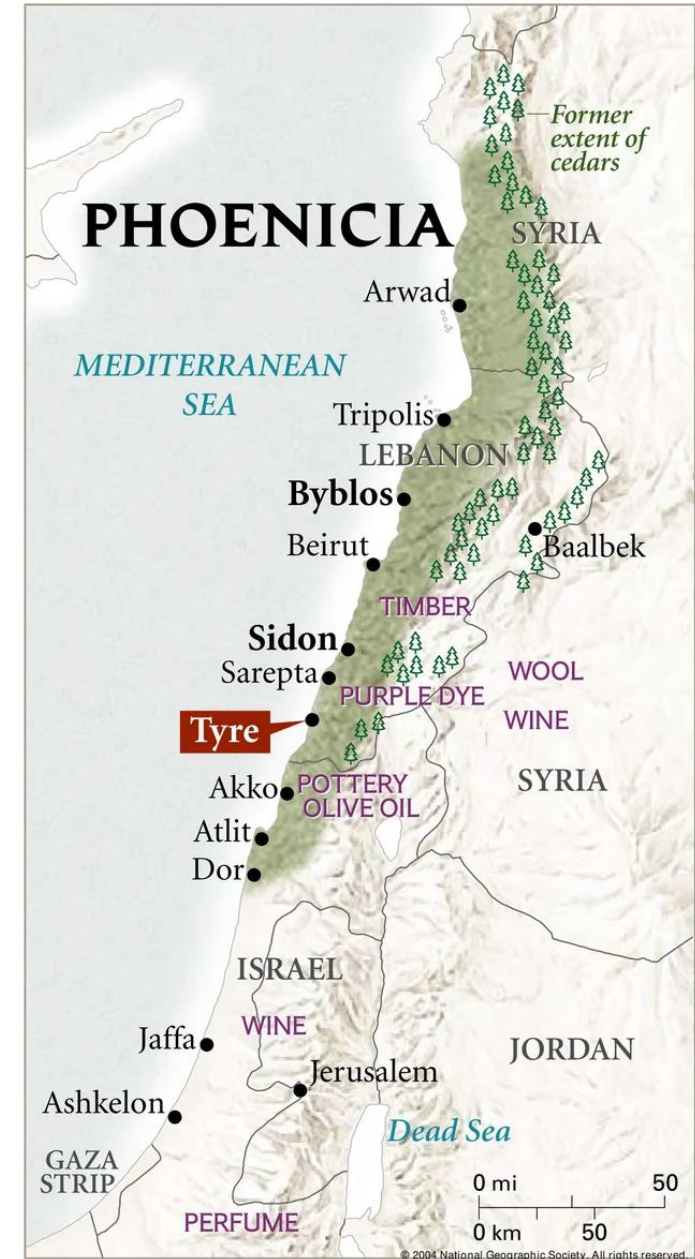 Former
extent of
cedars
PHOENICIA
SYRIA
Arwad
MEDITERRANEAN
SEA
Tripolis
LEBANON
Byblos
Beirut
Baalbek
TIMBER
Sidon
Sarepta
WOOL
PURPLE DYE
WINE
Tyre
SYRIA
Akko
POTTERY
OLIVE OIL
Atlit
Dor
ISRAEL
WINE
Jaffa
JORDAN
Jerusalem
Ashkelon
Dead Sea
GAZA
STRIP
0 mi 50
PERFUME
0 km 50
© 2004 National Geographic Society. All rights reserved.